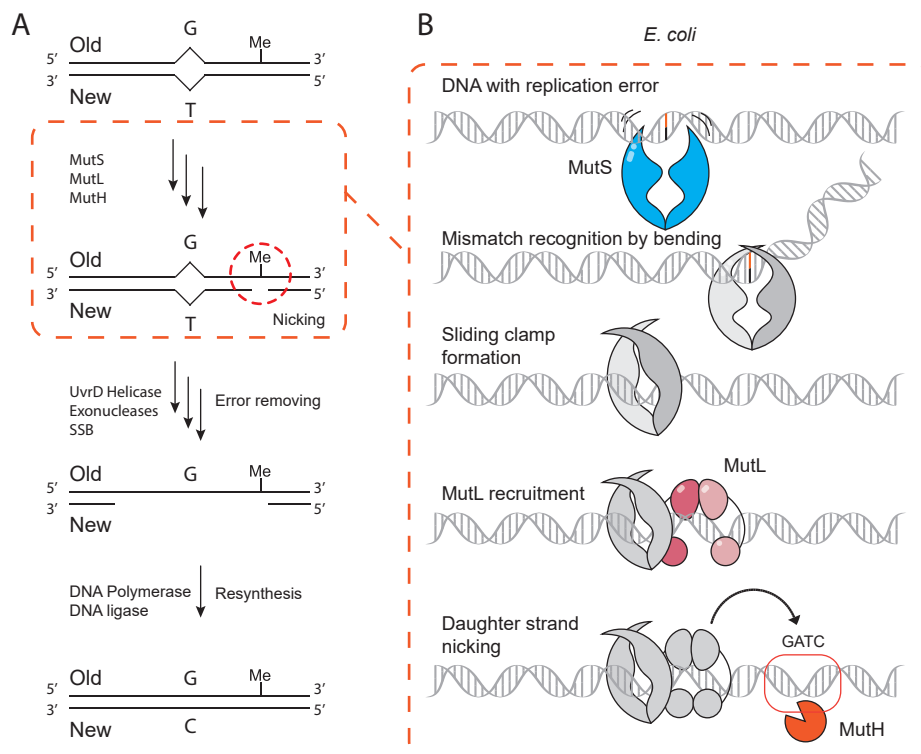 A
Old
G
Me
5’
3’
3’
5’
New
T
MutS
MutL
MutH
Old
G
Me
5’
3’
3’
5’
New
T
Nicking
UvrD Helicase
Exonucleases
SSB
Error removing
Old
G
Me
5’
3’
3’
5’
New
DNA Polymerase
DNA ligase
Resynthesis
Old
G
Me
5’
3’
3’
5’
New
C
B
E. coli
DNA with replication error
MutS
Mismatch recognition by bending
Sliding clamp
formation
MutL
MutL recruitment
Daughter strand
nicking
GATC
MutH